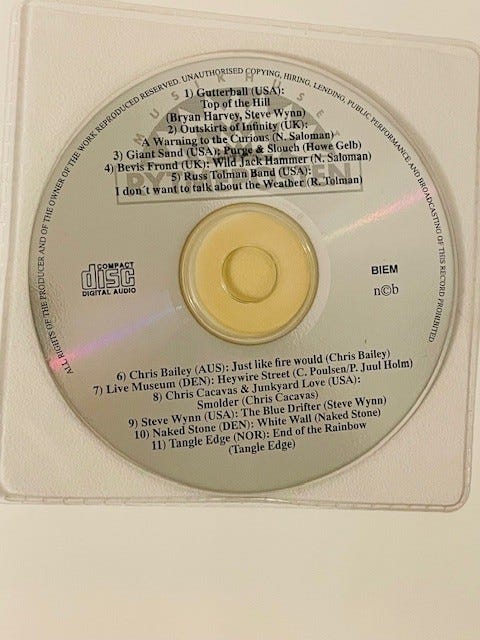 ALL RIGHTS OF THE PRODUCER AND OF THE OWNER OF THE WORK REPRODUCED RESERVED. UNAUTHORISED COPYING, HIRING, LENDING, PUBLIC PERFORMANCE AND BROADCASTING OF THIS RECORD PROHIBITED
MUSIKHUSET
1) Gutterball (USA):
Top of the Hill
(Bryan Harvey, Steve Wynn)
2) Outskirts of Infinity (UK):
A Warning to the Curious (N. Saloman)
3) Giant Sand (USA): Purge & Slouch (Howe Gelb)
4) Bevis Frond (UK): Wild Jack Hammer (N. Saloman)
5) Russ Tolman Band (USA):
I don´t want to talk about the Weather (R. Tolman)
COMPACT
disc
DIGITAL AUDIO
BIEM
n©b
6) Chris Bailey (AUS): Just like fire would (Chris Bailey)
7) Live Museum (DEN): Heywire Street (C. Poulsen/P. Juul Holm)
8) Chris Cacavas & Junkyard Love (USA):
Smolder (Chris Cacavas)
9) Steve Wynn (USA): The Blue Drifter (Steve Wynn)
10) Naked Stone (DEN): White Wall (Naked Stone)
11) Tangle Edge (NOR): End of the Rainbow
(Tangle Edge)